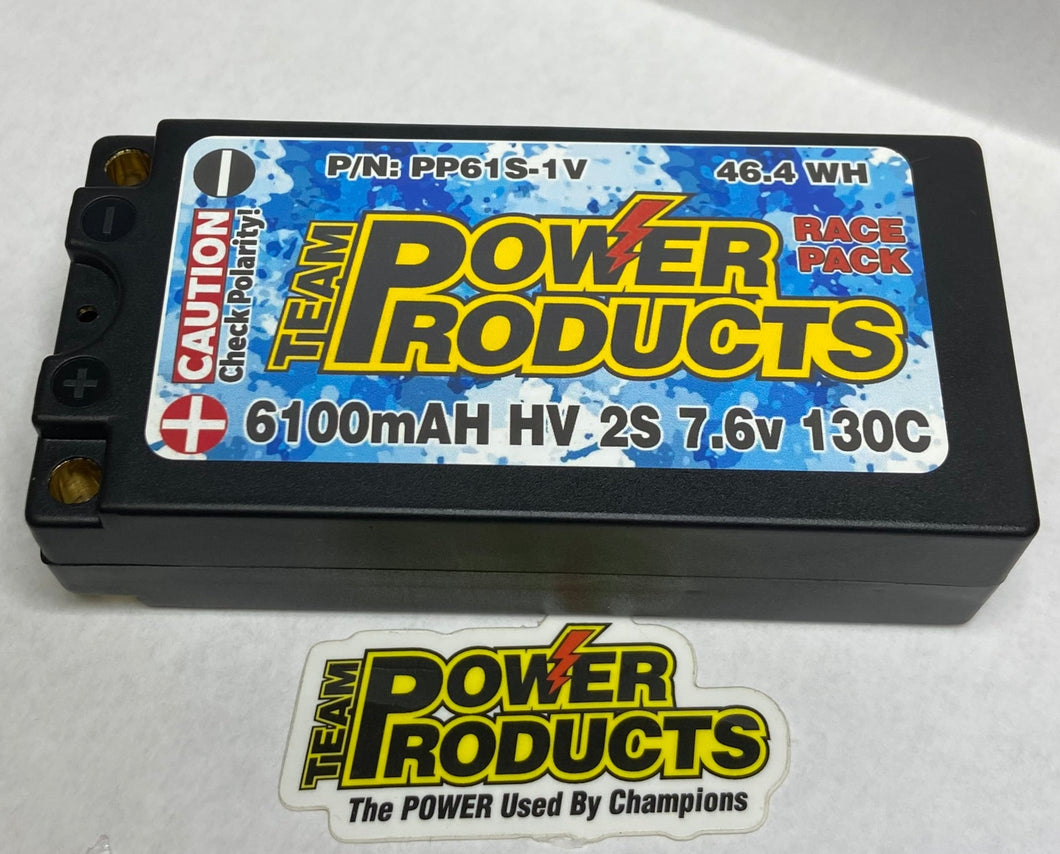 P/N: PP61S-1V
46.4 WH
CAUTION
Check Polarity!
TEAM
POWER
PRODUCTS
RACE
PACK
6100mAH HV 2S 7.6v 130C
TEAM
POWER
PRODUCTS
The POWER Used By Champions